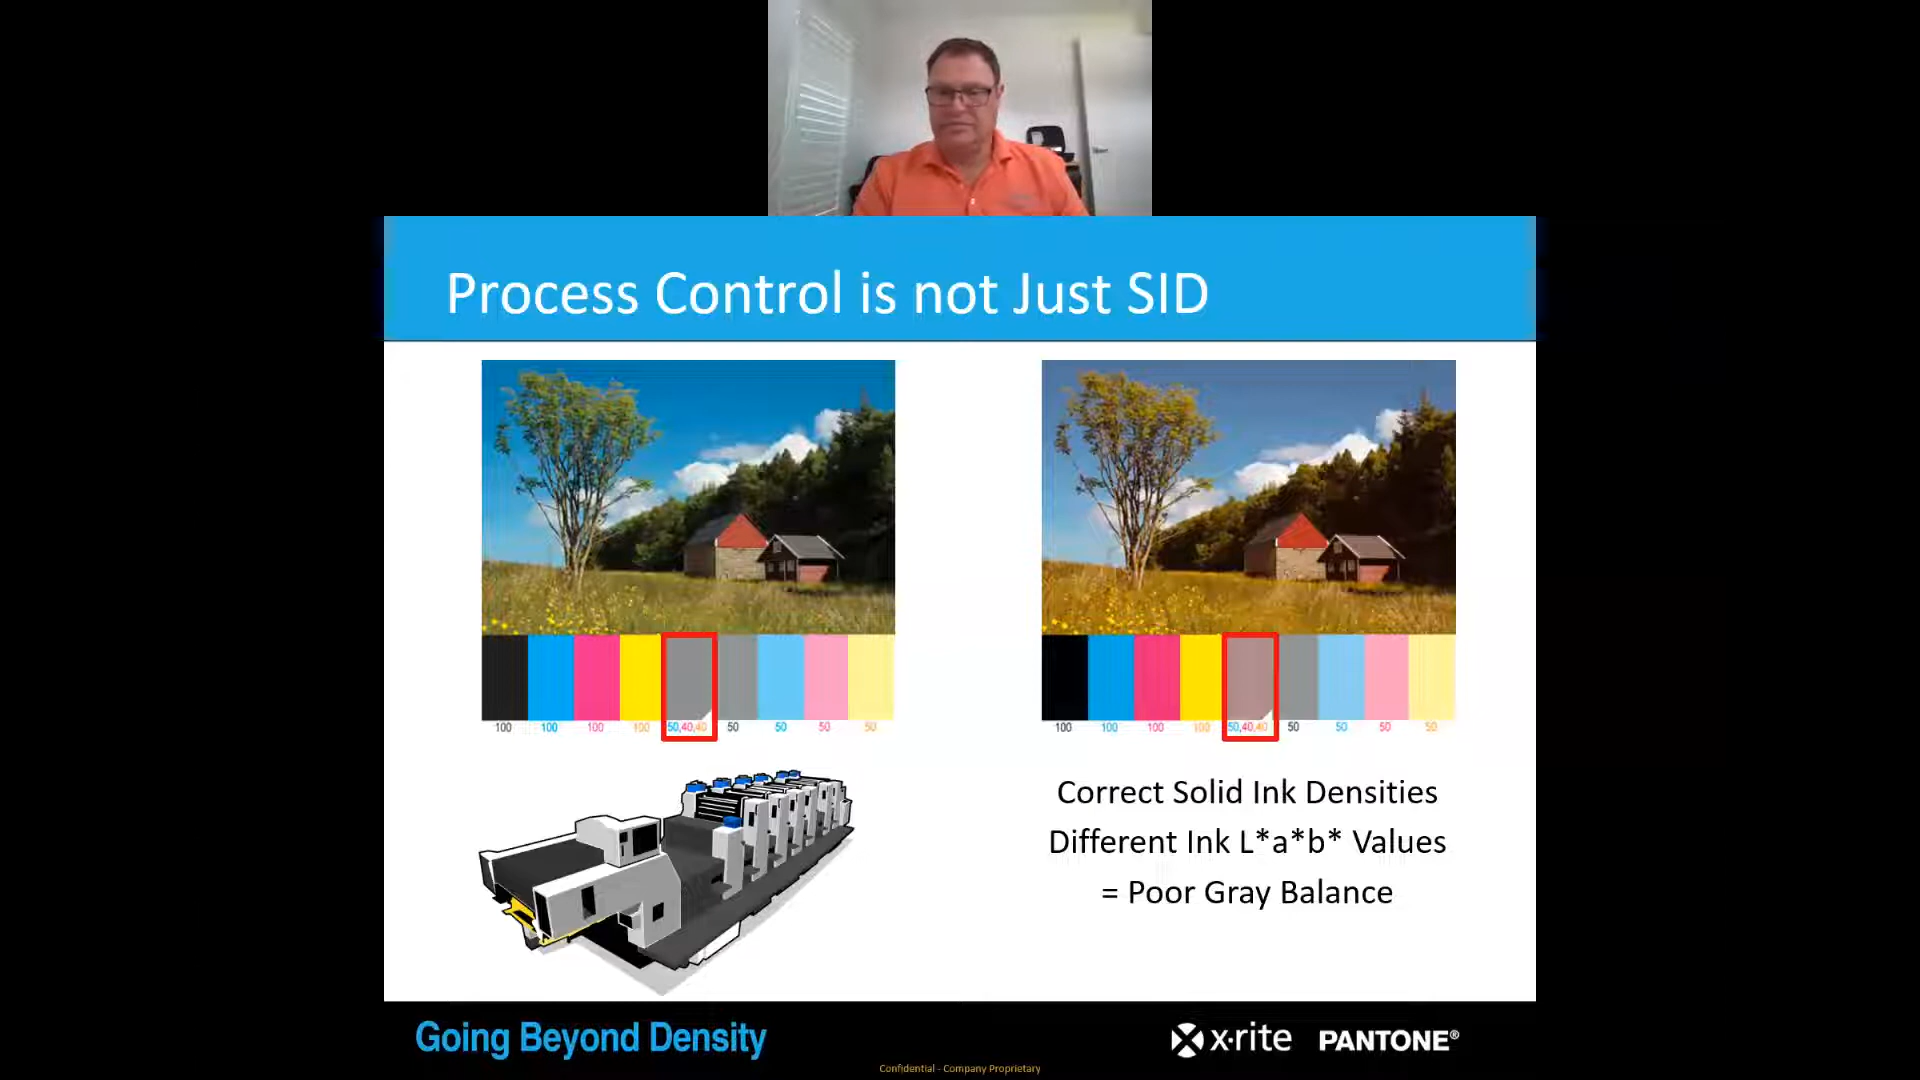 Process Control is not Just SID
100 100 100 100 50,40,40 50 50 50 50
100 100 100 100 50,40,40 50 50 50 50
Correct Solid Ink Densities
Different Ink L*a*b* Values
= Poor Gray Balance
Going Beyond Density
x·rite PANTONE®
Confidential - Company Proprietary